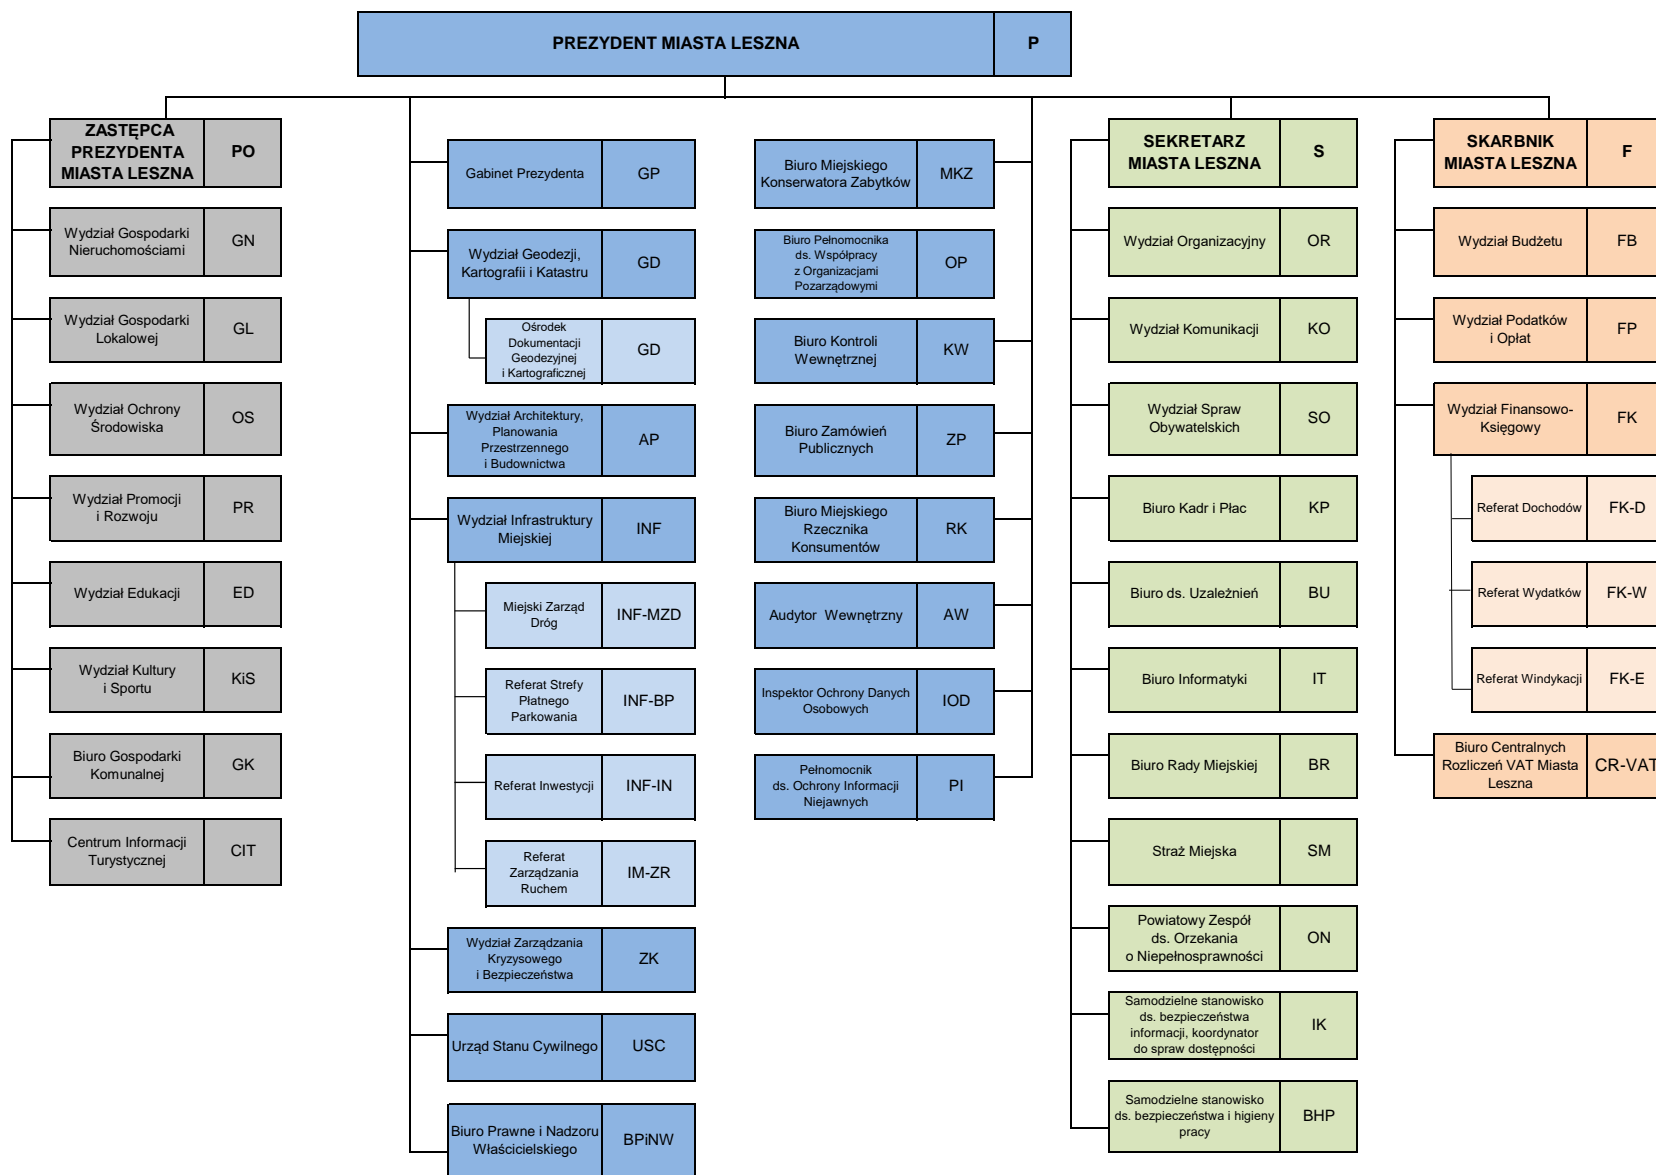 PREZYDENT MIASTA LESZNA P
ZASTĘPCA
PREZYDENTA
MIASTA LESZNA
PO
Wydział Gospodarki
Nieruchomościami
GN
Wydział Gospodarki
Lokalowej
GL
Wydział Ochrony
Środowiska
OS
Wydział Promocji
i Rozwoju
PR
Wydział Edukacji ED
Wydział Kultury
i Sportu
KiS
Biuro Gospodarki
Komunalnej
GK
Centrum Informacji
Turystycznej
CIT
Gabinet Prezydenta GP
Wydział Geodezji,
Kartografii i Katastru
GD
Ośrodek
Dokumentacji
Geodezyjnej
i Kartograficznej
GD
Wydział Architektury,
Planowania
Przestrzennego
i Budownictwa
AP
Wydział Infrastruktury
Miejskiej
INF
Miejski Zarząd
Dróg
INF-MZD
Referat Strefy
Płatnego
Parkowania
INF-BP
Referat Inwestycji INF-IN
Referat
Zarządzania
Ruchem
IM-ZR
Wydział Zarządzania
Kryzysowego
i Bezpieczeństwa
ZK
Urząd Stanu Cywilnego USC
Biuro Prawne i Nadzoru
Właścicielskiego
BPiNW
Biuro Miejskiego
Konserwatora Zabytków
MKZ
Biuro Pełnomocnika
ds. Współpracy
z Organizacjami
Pozarządowymi
OP
Biuro Kontroli
Wewnętrznej
KW
Biuro Zamówień
Publicznych
ZP
Biuro Miejskiego
Rzecznika
Konsumentów
RK
Audytor Wewnętrzny AW
Inspektor Ochrony Danych
Osobowych
IOD
Pełnomocnik
ds. Ochrony Informacji
Niejawnych
PI
SEKRETARZ
MIASTA LESZNA
S
Wydział Organizacyjny OR
Wydział Komunikacji KO
Wydział Spraw
Obywatelskich
SO
Biuro Kadr i Płac KP
Biuro ds. Uzależnień BU
Biuro Informatyki IT
Biuro Rady Miejskiej BR
Straż Miejska SM
Powiatowy Zespół
ds. Orzekania
o Niepełnosprawności
ON
Samodzielne stanowisko
ds. bezpieczeństwa
informacji, koordynator
do spraw dostępności
IK
Samodzielne stanowisko
ds. bezpieczeństwa i higieny
pracy
BHP
SKARBNIK
MIASTA LESZNA
F
Wydział Budżetu FB
Wydział Podatków
i Opłat
FP
Wydział Finansowo-
Księgowy
FK
Referat Dochodów FK-D
Referat Wydatków FK-W
Referat Windykacji FK-E
Biuro Centralnych
Rozliczeń VAT Miasta
Leszna
CR-VAT